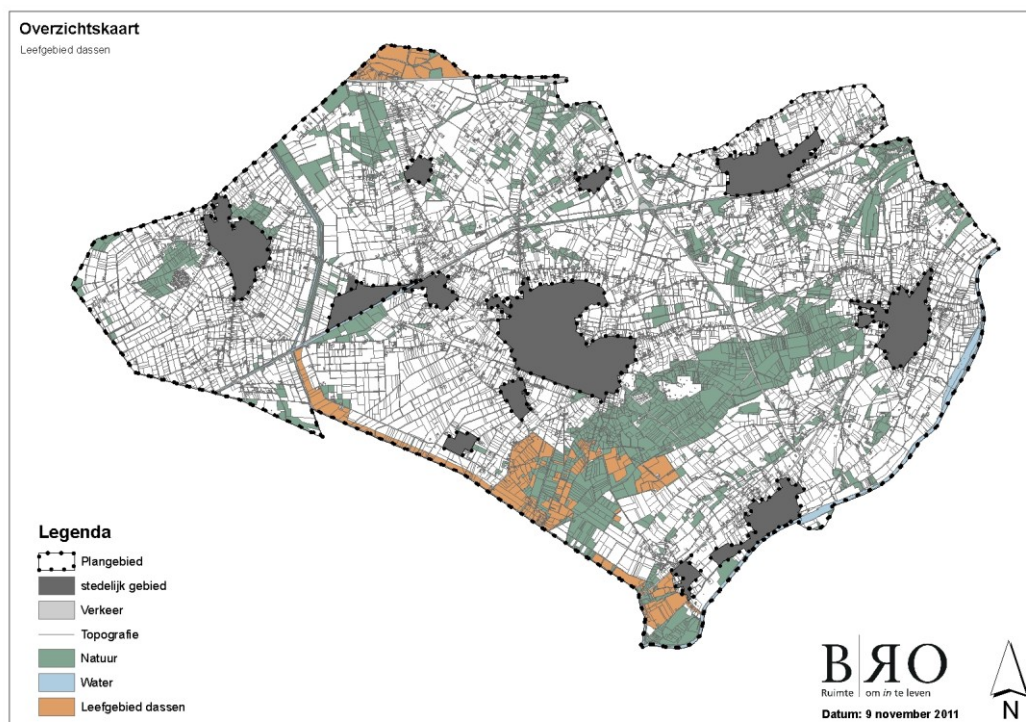 Overzichtskaart
Leefgebied dassen
Legenda
Plangebied
stedelijk gebied
Verkeer
Topografie
Natuur
Water
Leefgebied dassen
BRO
Ruimte om in te leven
Datum: 9 november 2011
N